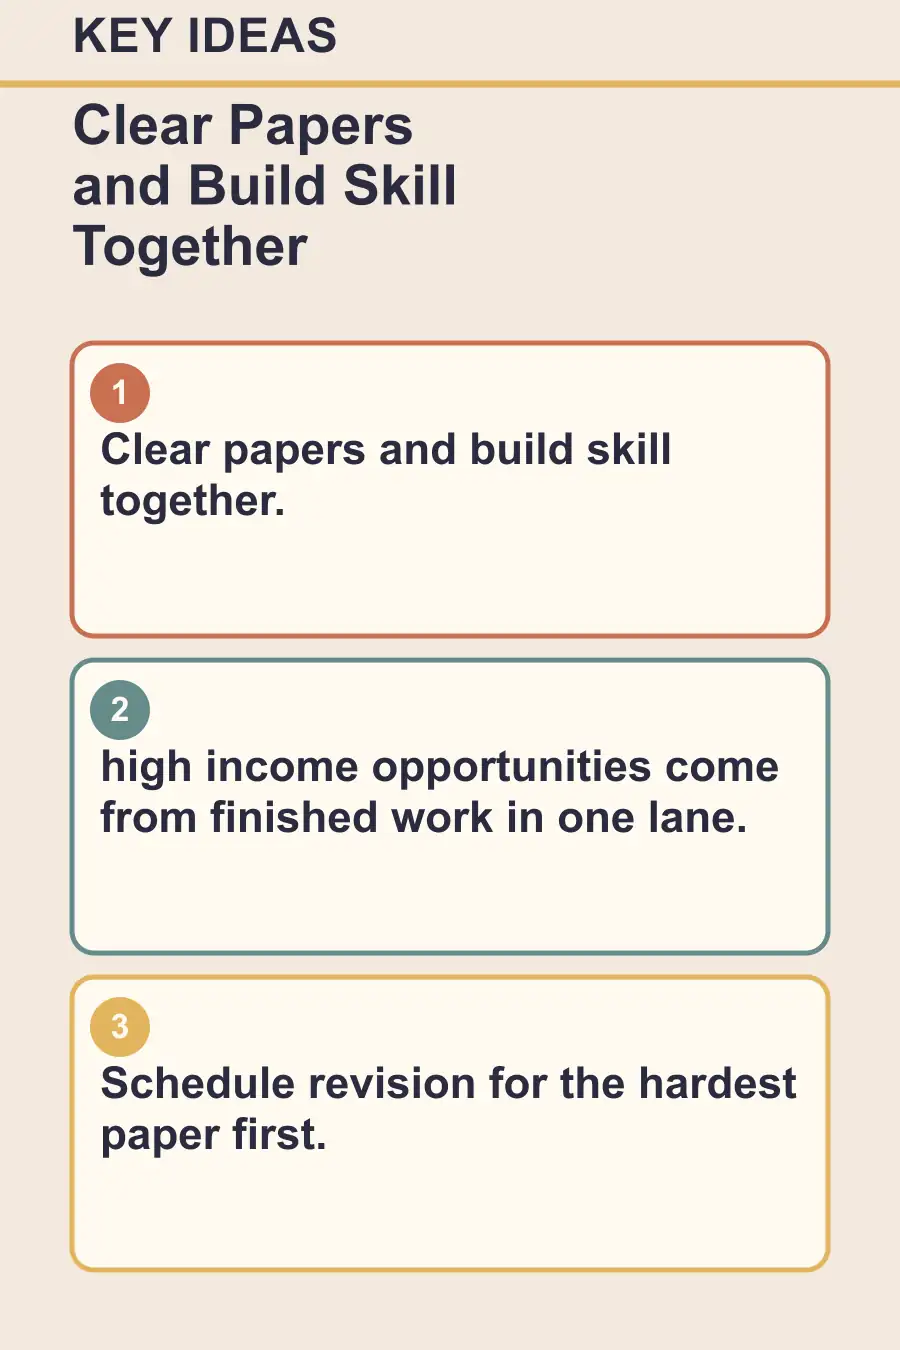 KEY IDEAS
Clear Papers
and Build Skill
Together
1
Clear papers and build skill
together.
2
high income opportunities come
from finished work in one lane.
3
Schedule revision for the hardest
paper first.